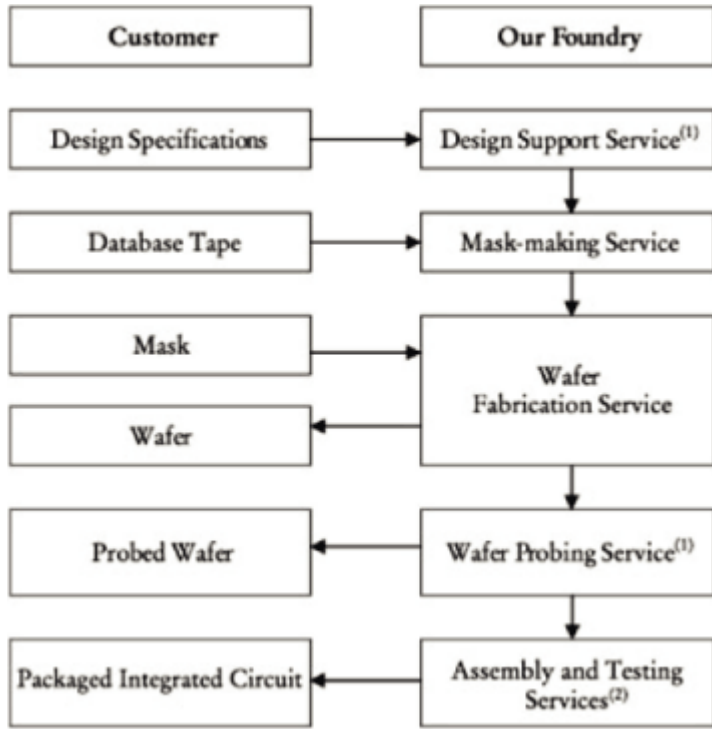 Customer
Our Foundry
Design Specifications
Design Support Service(1)
Database Tape
Mask-making Service
Mask
Wafer
Fabrication Service
Wafer
Probed Wafer
Wafer Probing Service(1)
Packaged Integrated Circuit
Assembly and Testing
Services(2)